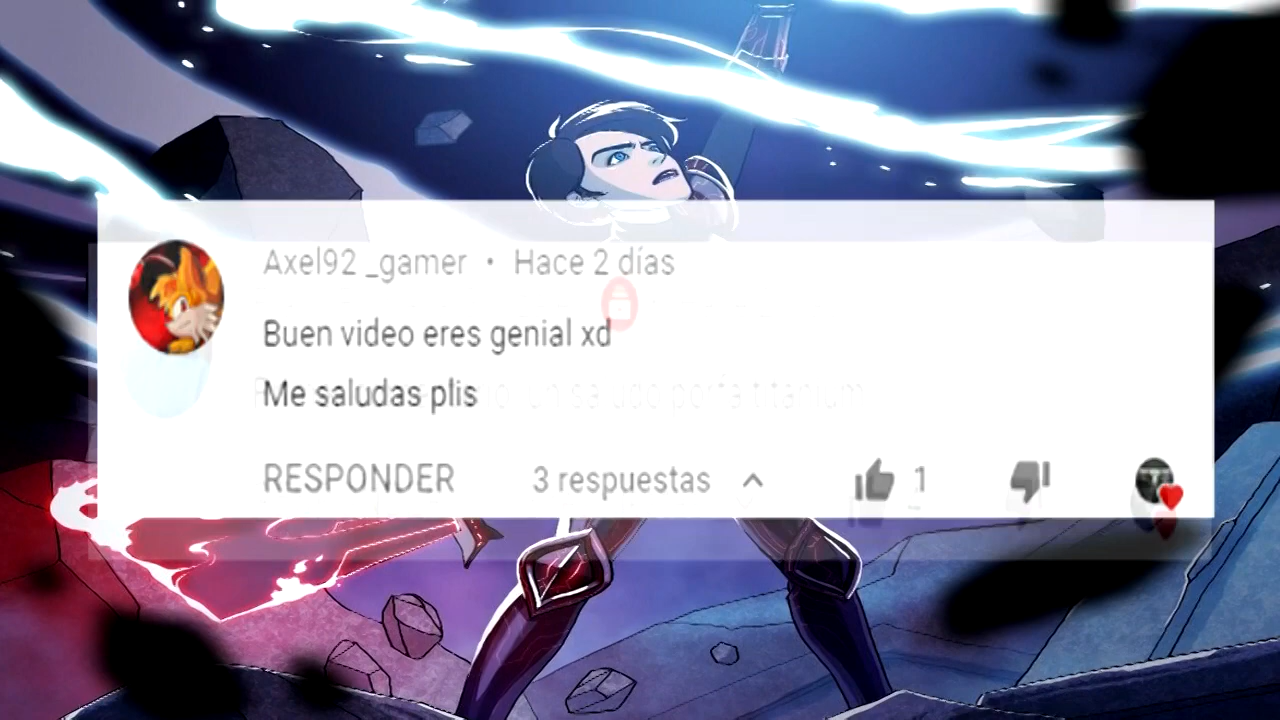 Axel92 _gamer • Hace 2 días
Buen video eres genial xd
Me saludas plis
RESPONDER 3 respuestas 1